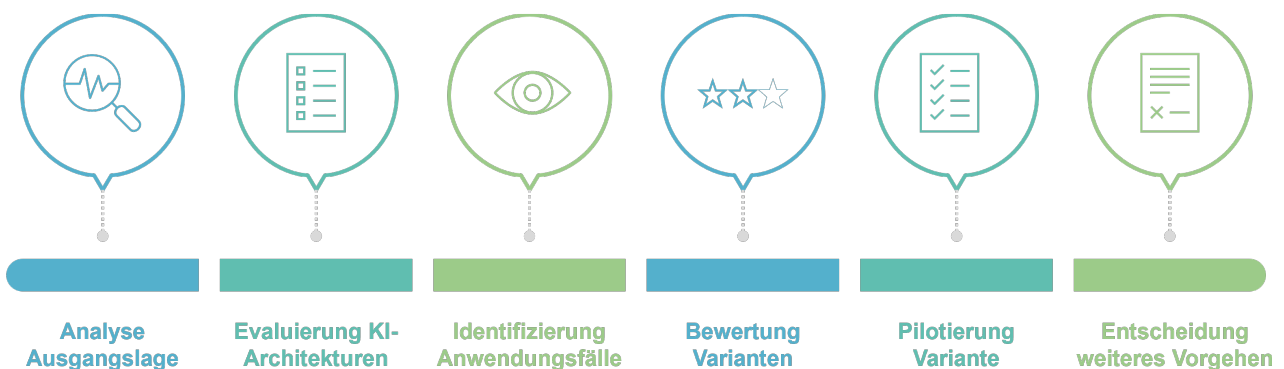 Analyse
Ausgangslage
Evaluierung KI-
Architekturen
Identifizierung
Anwendungsfälle
Bewertung
Varianten
Pilotierung
Variante
Entscheidung
weiteres Vorgehen